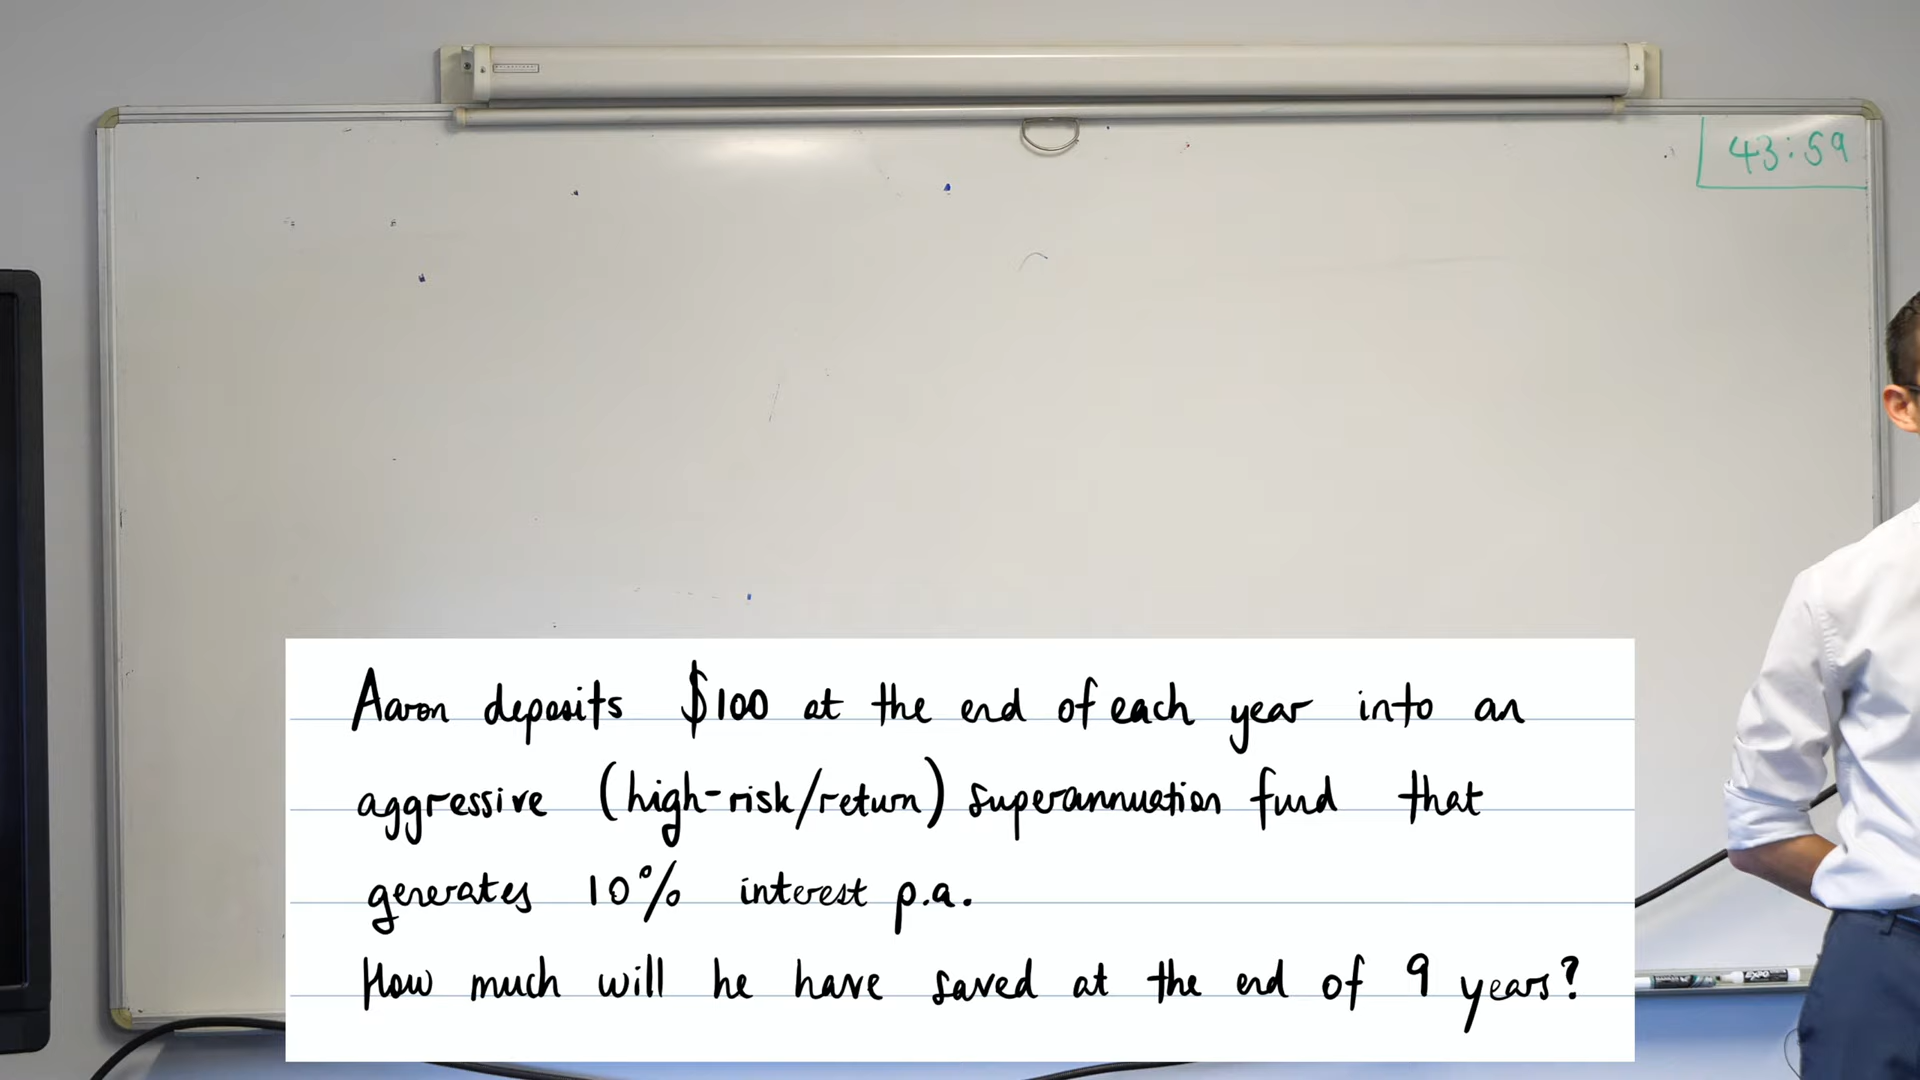 43:59
Aaron deposits $100 at the end of each year into an
aggressive (high-risk/return) superannuation fund that
generates 10% interest p.a.
How much will he have saved at the end of 9 years?
EXPO